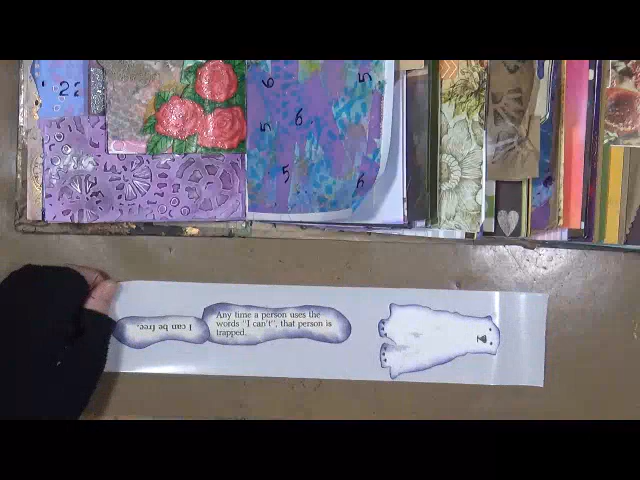 22
6
5
5
6
5
5
Any time a person uses the
words "I can't", that person is
trapped.
I can be free.